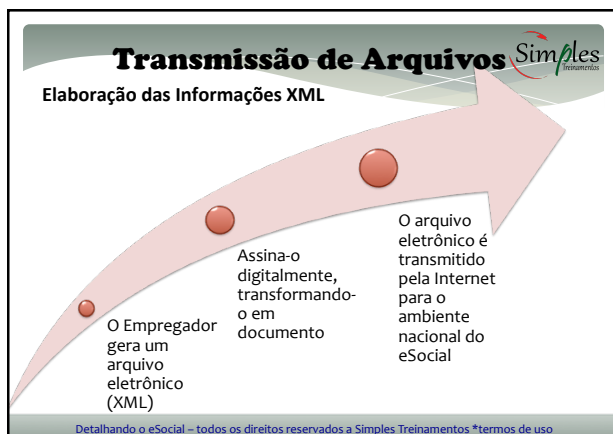 Transmissão de Arquivos
Simples
Treinamentos
Elaboração das Informações XML
O arquivo
eletrônico é
transmitido
pela Internet
para o
ambiente
nacional do
eSocial
Assina-o
digitalmente,
transformando-
o em
documento
O Empregador
gera um
arquivo
eletrônico
(XML)
Detalhando o eSocial – todos os direitos reservados a Simples Treinamentos *termos de uso